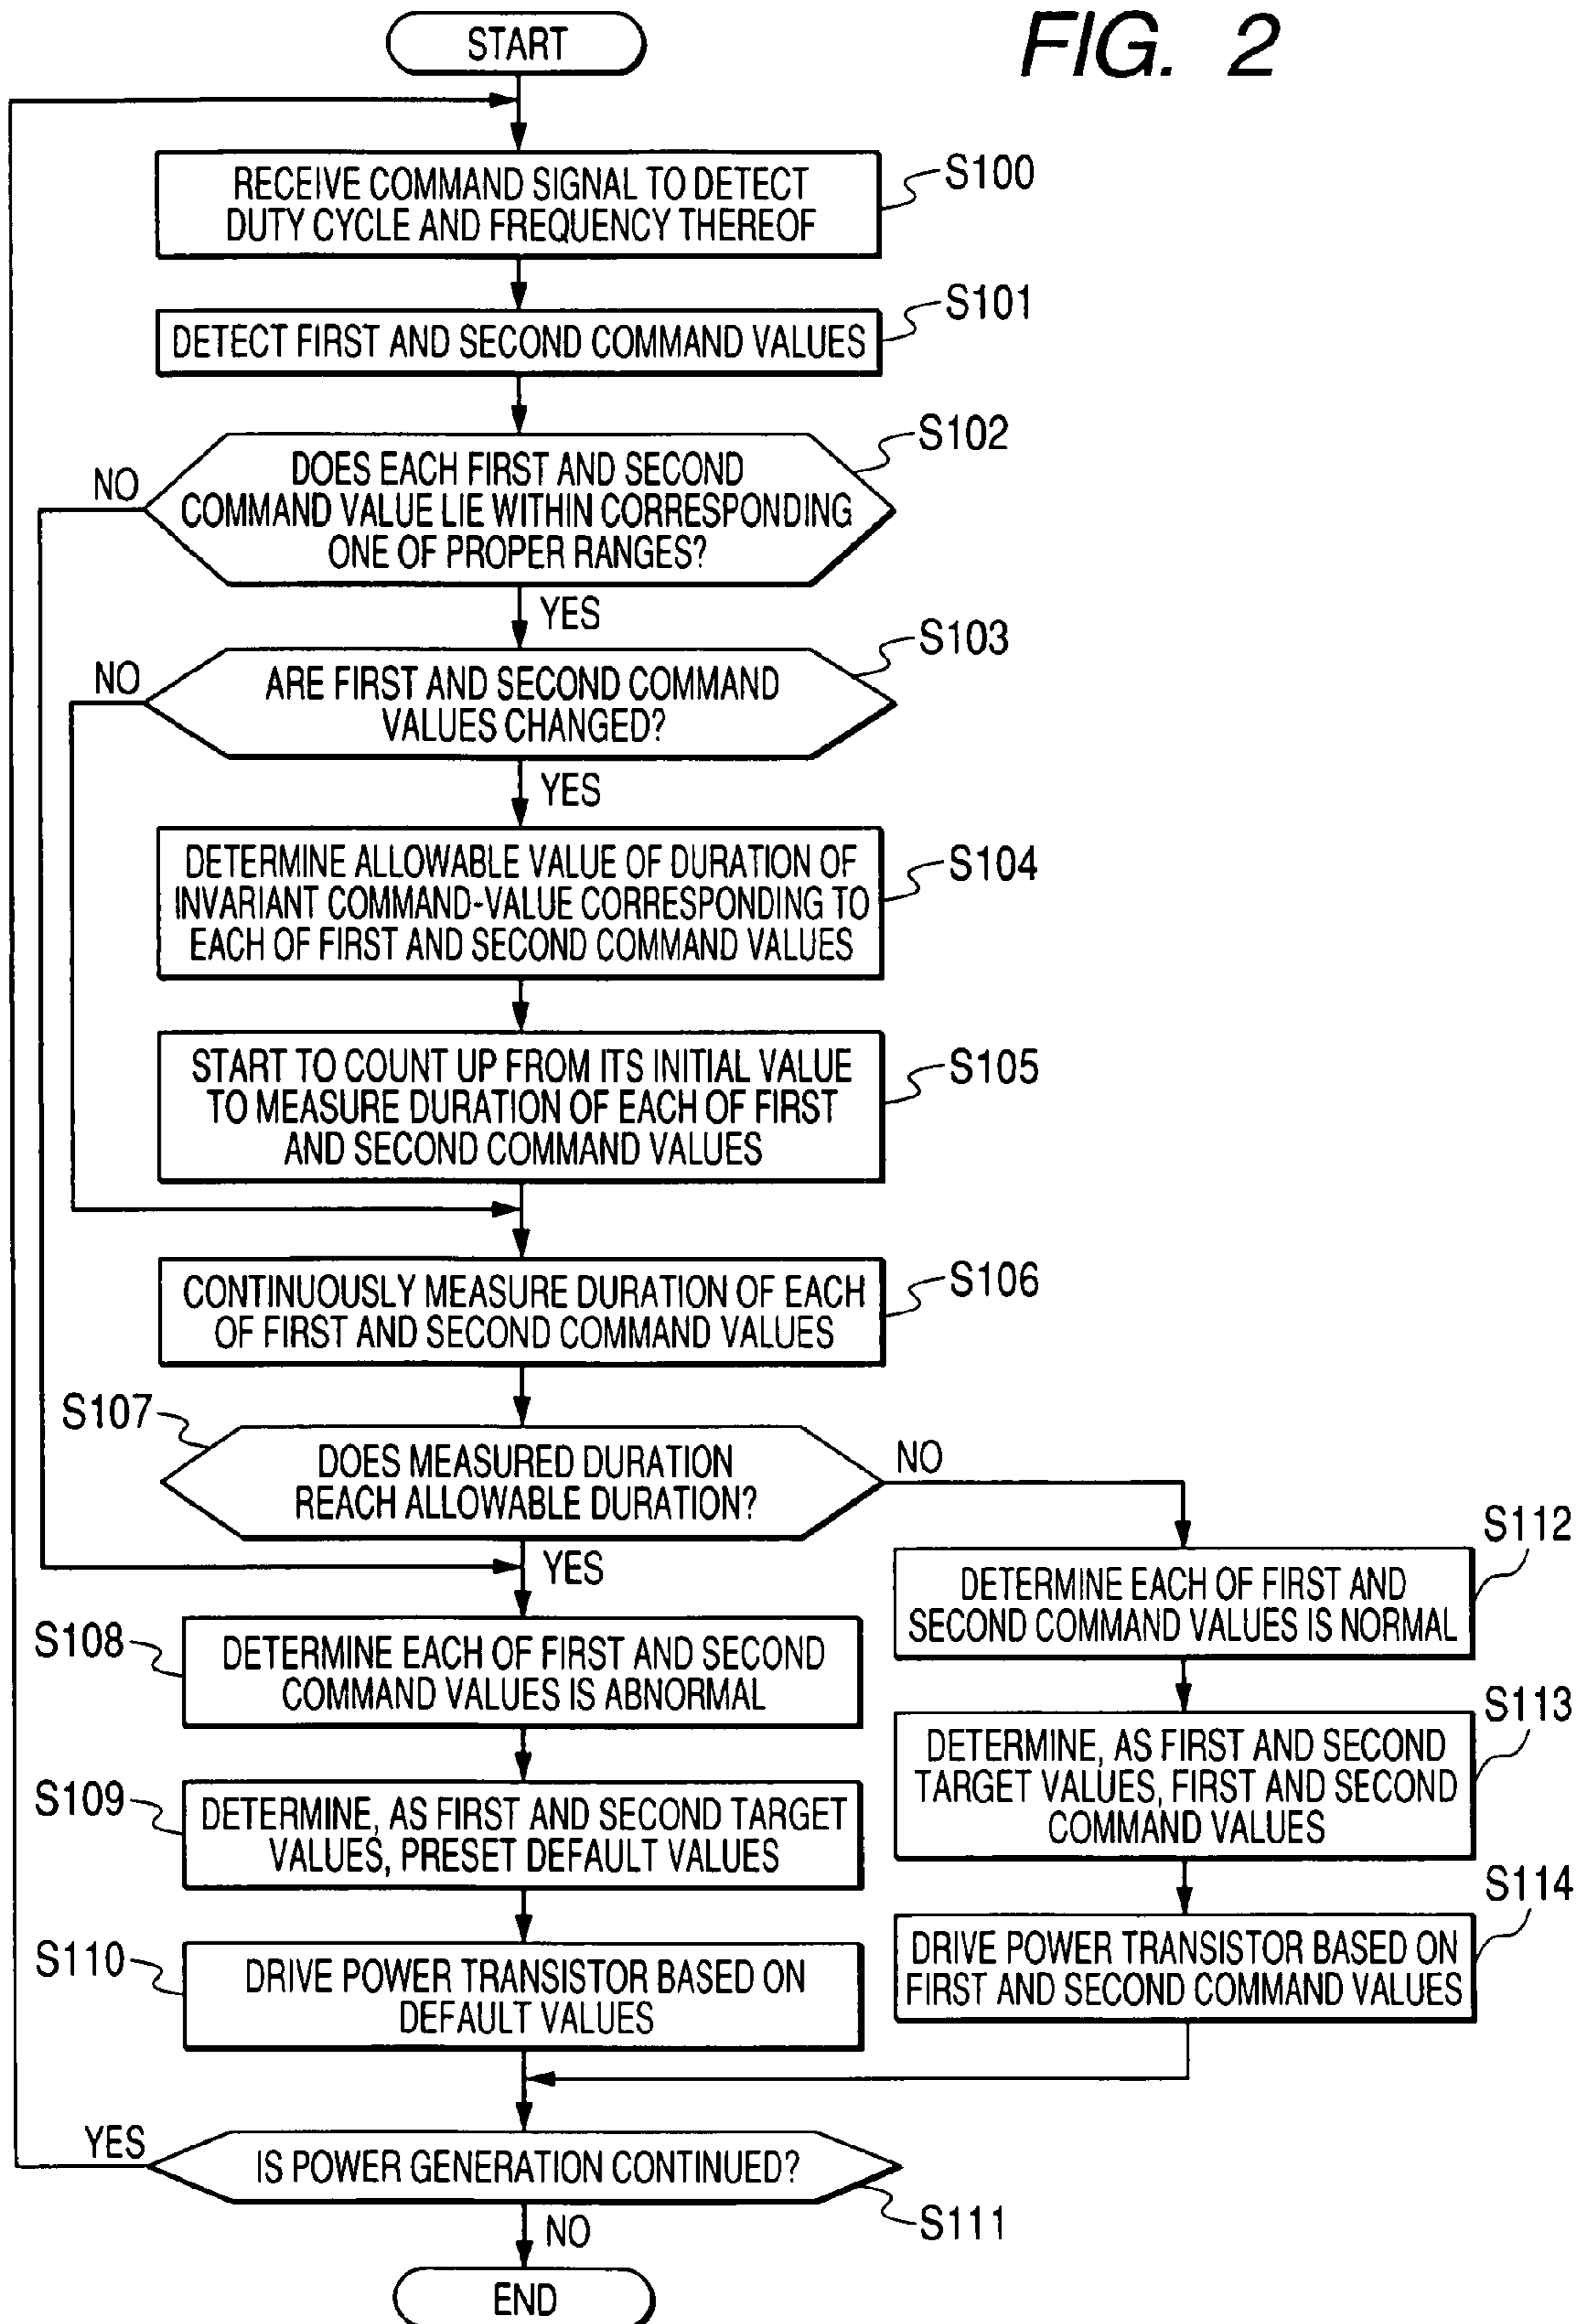 FIG. 2
START
RECEIVE COMMAND SIGNAL TO DETECT
DUTY CYCLE AND FREQUENCY THEREOF
S100
DETECT FIRST AND SECOND COMMAND VALUES
S101
DOES EACH FIRST AND SECOND
COMMAND VALUE LIE WITHIN CORRESPONDING
ONE OF PROPER RANGES?
S102
NO
YES
ARE FIRST AND SECOND COMMAND
VALUES CHANGED?
S103
NO
YES
DETERMINE ALLOWABLE VALUE OF DURATION OF
INVARIANT COMMAND-VALUE CORRESPONDING TO
EACH OF FIRST AND SECOND COMMAND VALUES
S104
START TO COUNT UP FROM ITS INITIAL VALUE
TO MEASURE DURATION OF EACH OF FIRST
AND SECOND COMMAND VALUES
S105
CONTINUOUSLY MEASURE DURATION OF EACH
OF FIRST AND SECOND COMMAND VALUES
S106
S107
DOES MEASURED DURATION
REACH ALLOWABLE DURATION?
NO
YES
S108
DETERMINE EACH OF FIRST AND SECOND
COMMAND VALUES IS ABNORMAL
S109
DETERMINE, AS FIRST AND SECOND TARGET
VALUES, PRESET DEFAULT VALUES
S110
DRIVE POWER TRANSISTOR BASED ON
DEFAULT VALUES
S112
DETERMINE EACH OF FIRST AND
SECOND COMMAND VALUES IS NORMAL
S113
DETERMINE, AS FIRST AND SECOND
TARGET VALUES, FIRST AND SECOND
COMMAND VALUES
S114
DRIVE POWER TRANSISTOR BASED ON
FIRST AND SECOND COMMAND VALUES
YES
IS POWER GENERATION CONTINUED?
S111
NO
END